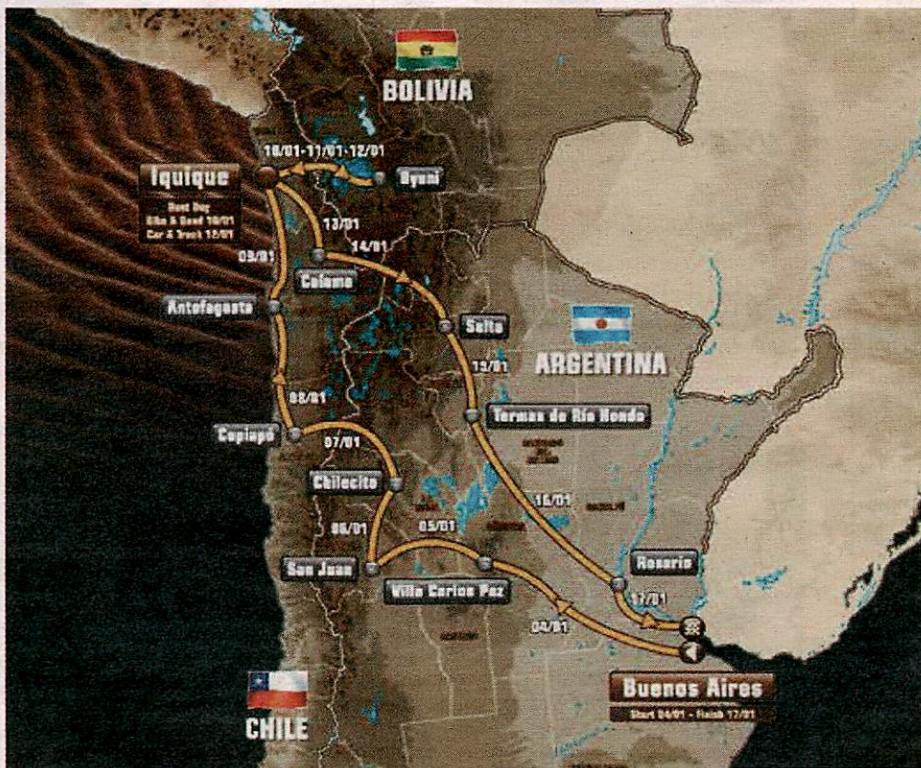 BOLIVIA
10/01-11/01-12/01
Iquique
Rest Day
Bike & Quad 10/01
Car & Truck 12/01
Uyuni
13/01
14/01
09/01
Calama
Antofagasta
Salta
ARGENTINA
15/01
08/01
Termas de Río Hondo
Copiapó
07/01
Chilecito
16/01
06/01
05/01
San Juan
Villa Carlos Paz
Rosario
17/01
04/01
Buenos Aires
Start 04/01 - Finish 17/01
CHILE